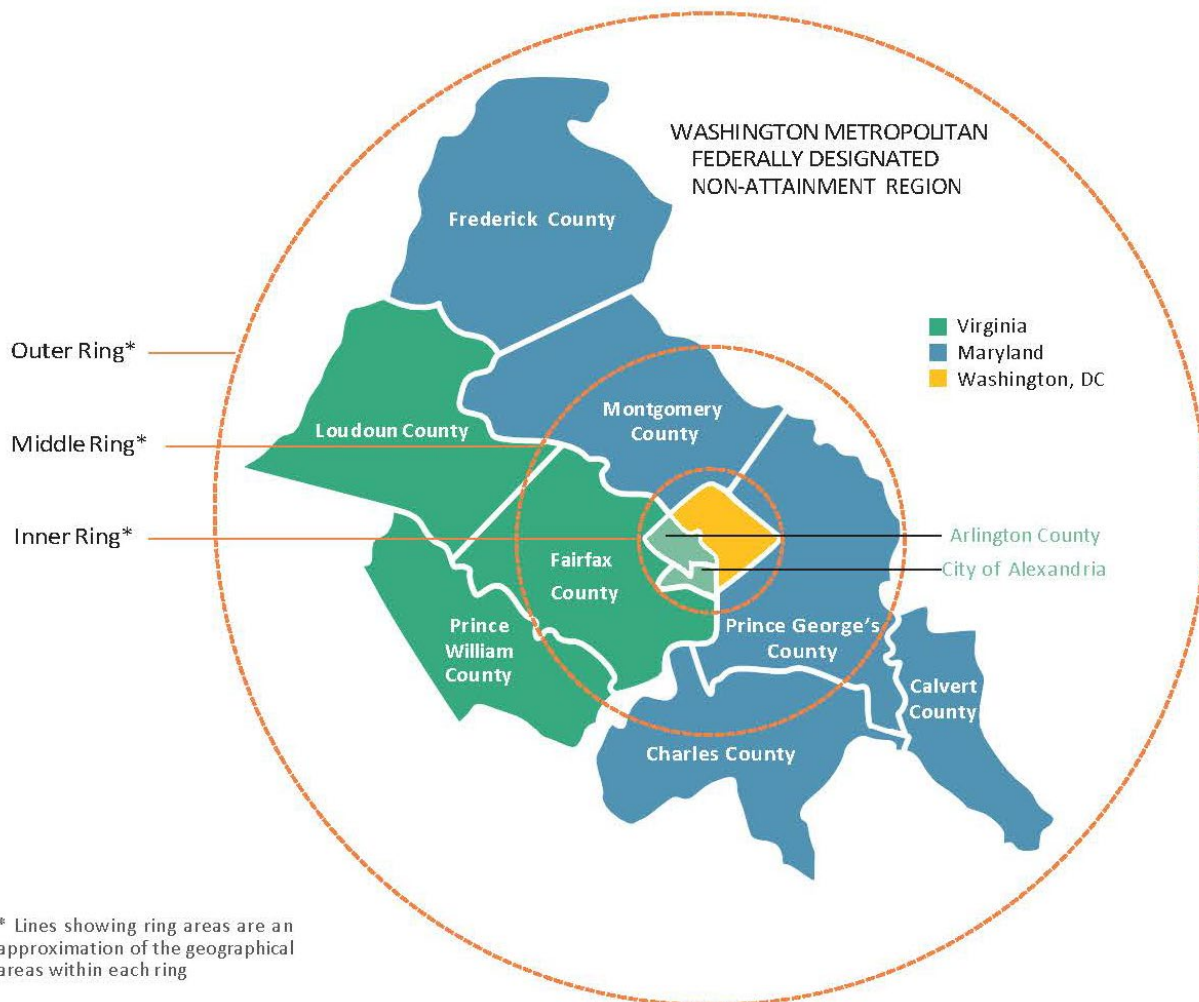 WASHINGTON METROPOLITAN
FEDERALLY DESIGNATED
NON-ATTAINMENT REGION
Frederick County
Virginia
Maryland
Washington, DC
Outer Ring*
Middle Ring*
Inner Ring*
Loudoun County
Montgomery
County
Arlington County
City of Alexandria
Fairfax
County
Prince
William
County
Prince George's
County
Calvert
County
Charles County
* Lines showing ring areas are an
approximation of the geographical
areas within each ring